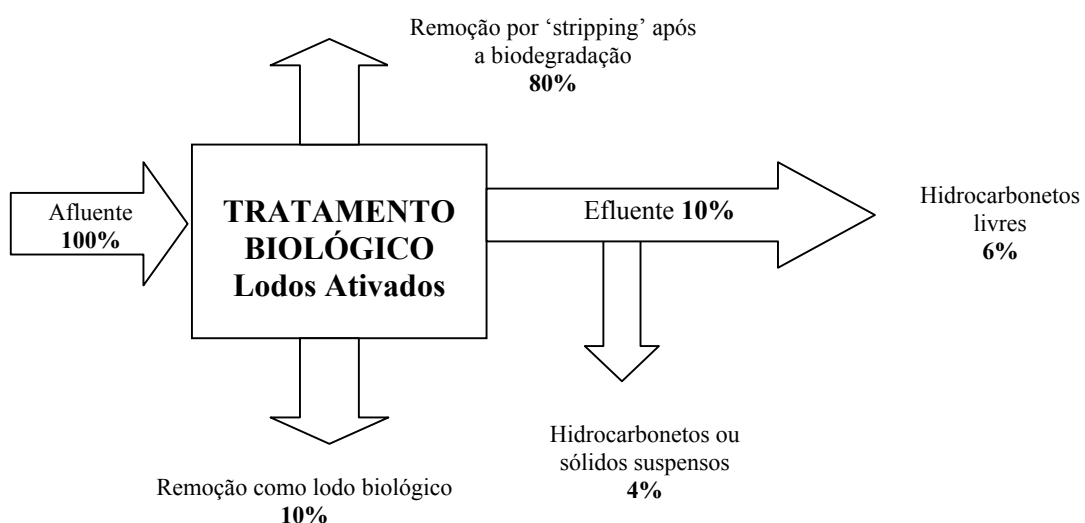 Remoção por ‘stripping’ após
a biodegradação
80%
Afluente
100%
TRATAMENTO
BIOLÓGICO
Lodos Ativados
Efluente 10%
Hidrocarbonetos
livres
6%
Hidrocarbonetos ou
sólidos suspensos
4%
Remoção como lodo biológico
10%